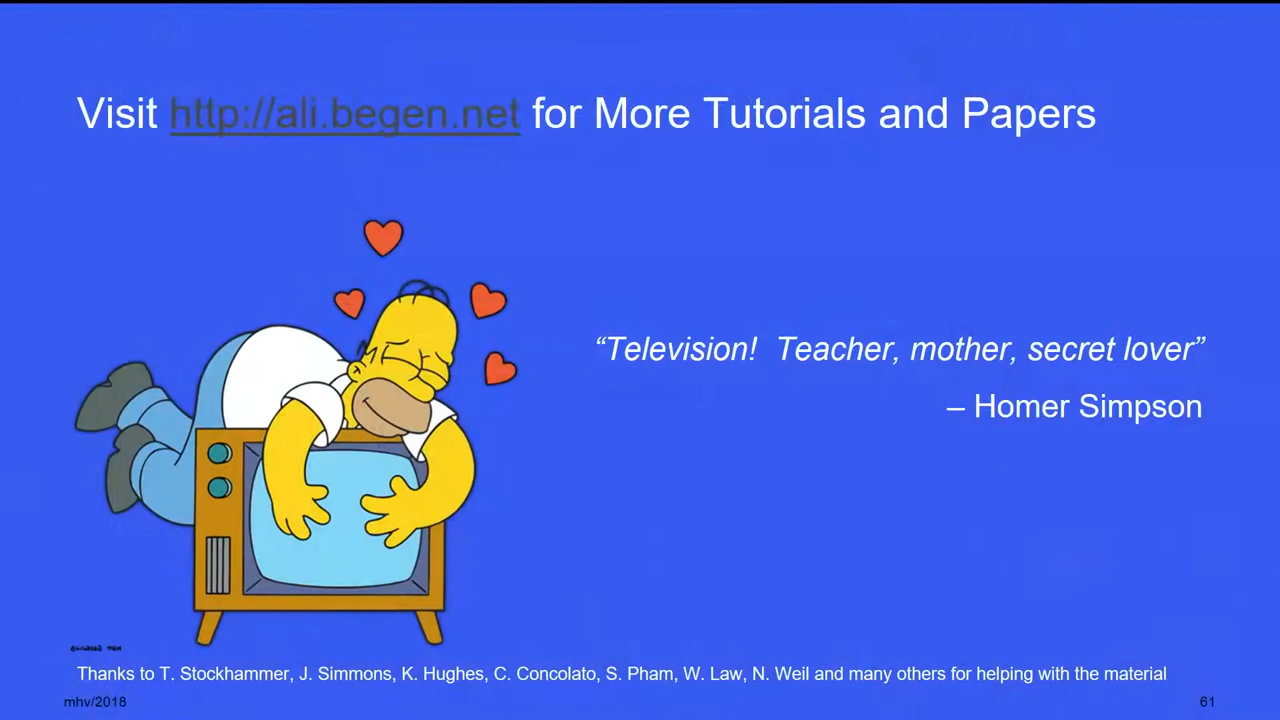 Visit http://ali.begen.net for More Tutorials and Papers
“Television!  Teacher, mother, secret lover”
– Homer Simpson
Thanks to T. Stockhammer, J. Simmons, K. Hughes, C. Concolato, S. Pham, W. Law, N. Weil and many others for helping with the material
mhv/2018
61